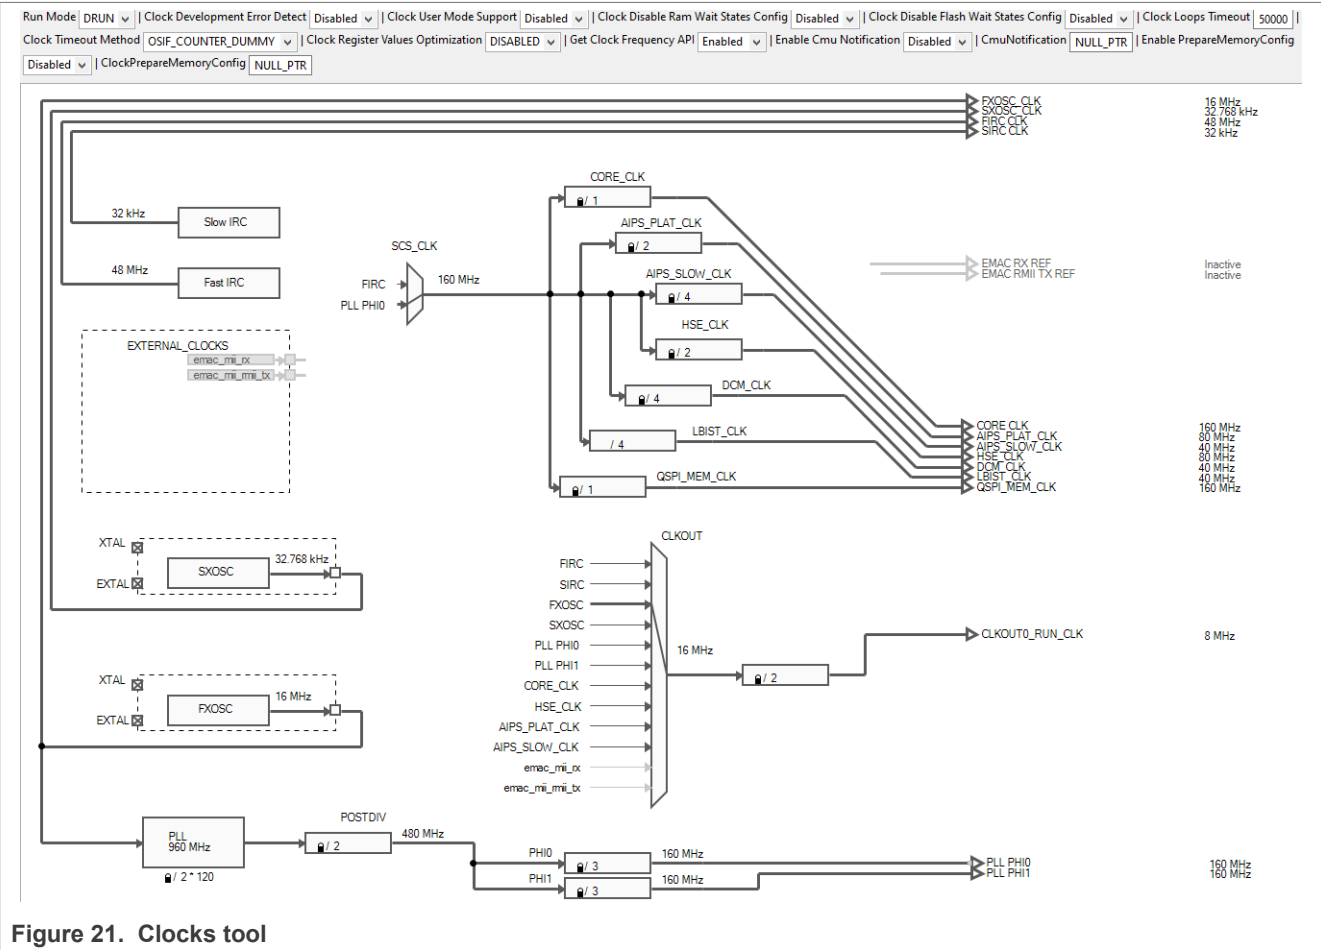 Run Mode DRUN | Clock Development Error Detect Disabled | Clock User Mode Support Disabled | Clock Disable Ram Wait States Config Disabled | Clock Disable Flash Wait States Config Disabled | Clock Loops Timeout 50000 |
Clock Timeout Method OSIF_COUNTER_DUMMY | Clock Register Values Optimization DISABLED | Get Clock Frequency API Enabled | Enable Cmu Notification Disabled | CmuNotification NULL_PTR | Enable PrepareMemoryConfig
Disabled | ClockPrepareMemoryConfig NULL_PTR
FXOSC_CLK 16 MHz
SXOSC_CLK 32.768 kHz
FIRC CLK 48 MHz
SIRC CLK 32 kHz
CORE_CLK
/ 1
32 kHz
Slow IRC
AIPS_PLAT_CLK
/ 2
SCS_CLK
48 MHz
Fast IRC
FIRC
PLL PHI0
160 MHz
AIPS_SLOW_CLK
/ 4
EMAC RX REF Inactive
EMAC RMII TX REF Inactive
HSE_CLK
/ 2
EXTERNAL_CLOCKS
emac_mii_rx
emac_mii_rmii_tx
DCM_CLK
/ 4
LBIST_CLK
/ 4
QSPI_MEM_CLK
/ 1
CORE CLK 160 MHz
AIPS_PLAT_CLK 80 MHz
AIPS_SLOW_CLK 40 MHz
HSE_CLK 80 MHz
DCM_CLK 40 MHz
LBIST_CLK 40 MHz
QSPI_MEM_CLK 160 MHz
XTAL
EXTAL
SXOSC
32.768 kHz
CLKOUT
FIRC
SIRC
FXOSC
SXOSC
PLL PHI0
PLL PHI1
CORE_CLK
HSE_CLK
AIPS_PLAT_CLK
AIPS_SLOW_CLK
emac_mii_rx
emac_mii_rmii_tx
16 MHz
/ 2
CLKOUT0_RUN_CLK 8 MHz
XTAL
EXTAL
FXOSC
16 MHz
PLL
960 MHz
/ 2 * 120
POSTDIV
/ 2
480 MHz
PHI0
/ 3
160 MHz
PHI1
/ 3
160 MHz
PLL PHI0 160 MHz
PLL PHI1 160 MHz
Figure 21. Clocks tool